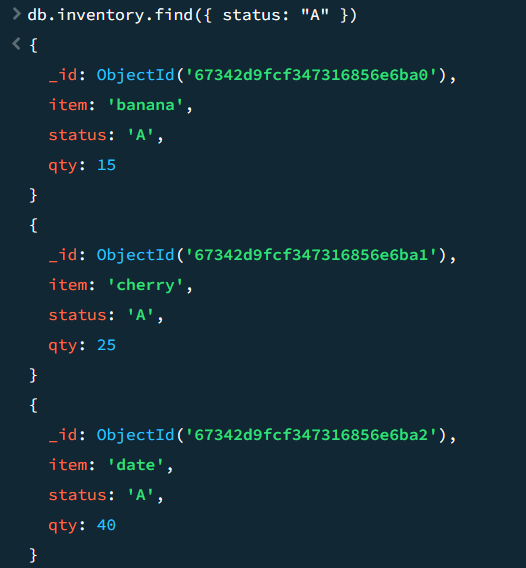 > db.inventory.find({ status: "A" })
< {
_id: ObjectId('67342d9fcf347316856e6ba0'),
item: 'banana',
status: 'A',
qty: 15
}
{
_id: ObjectId('67342d9fcf347316856e6ba1'),
item: 'cherry',
status: 'A',
qty: 25
}
{
_id: ObjectId('67342d9fcf347316856e6ba2'),
item: 'date',
status: 'A',
qty: 40
}